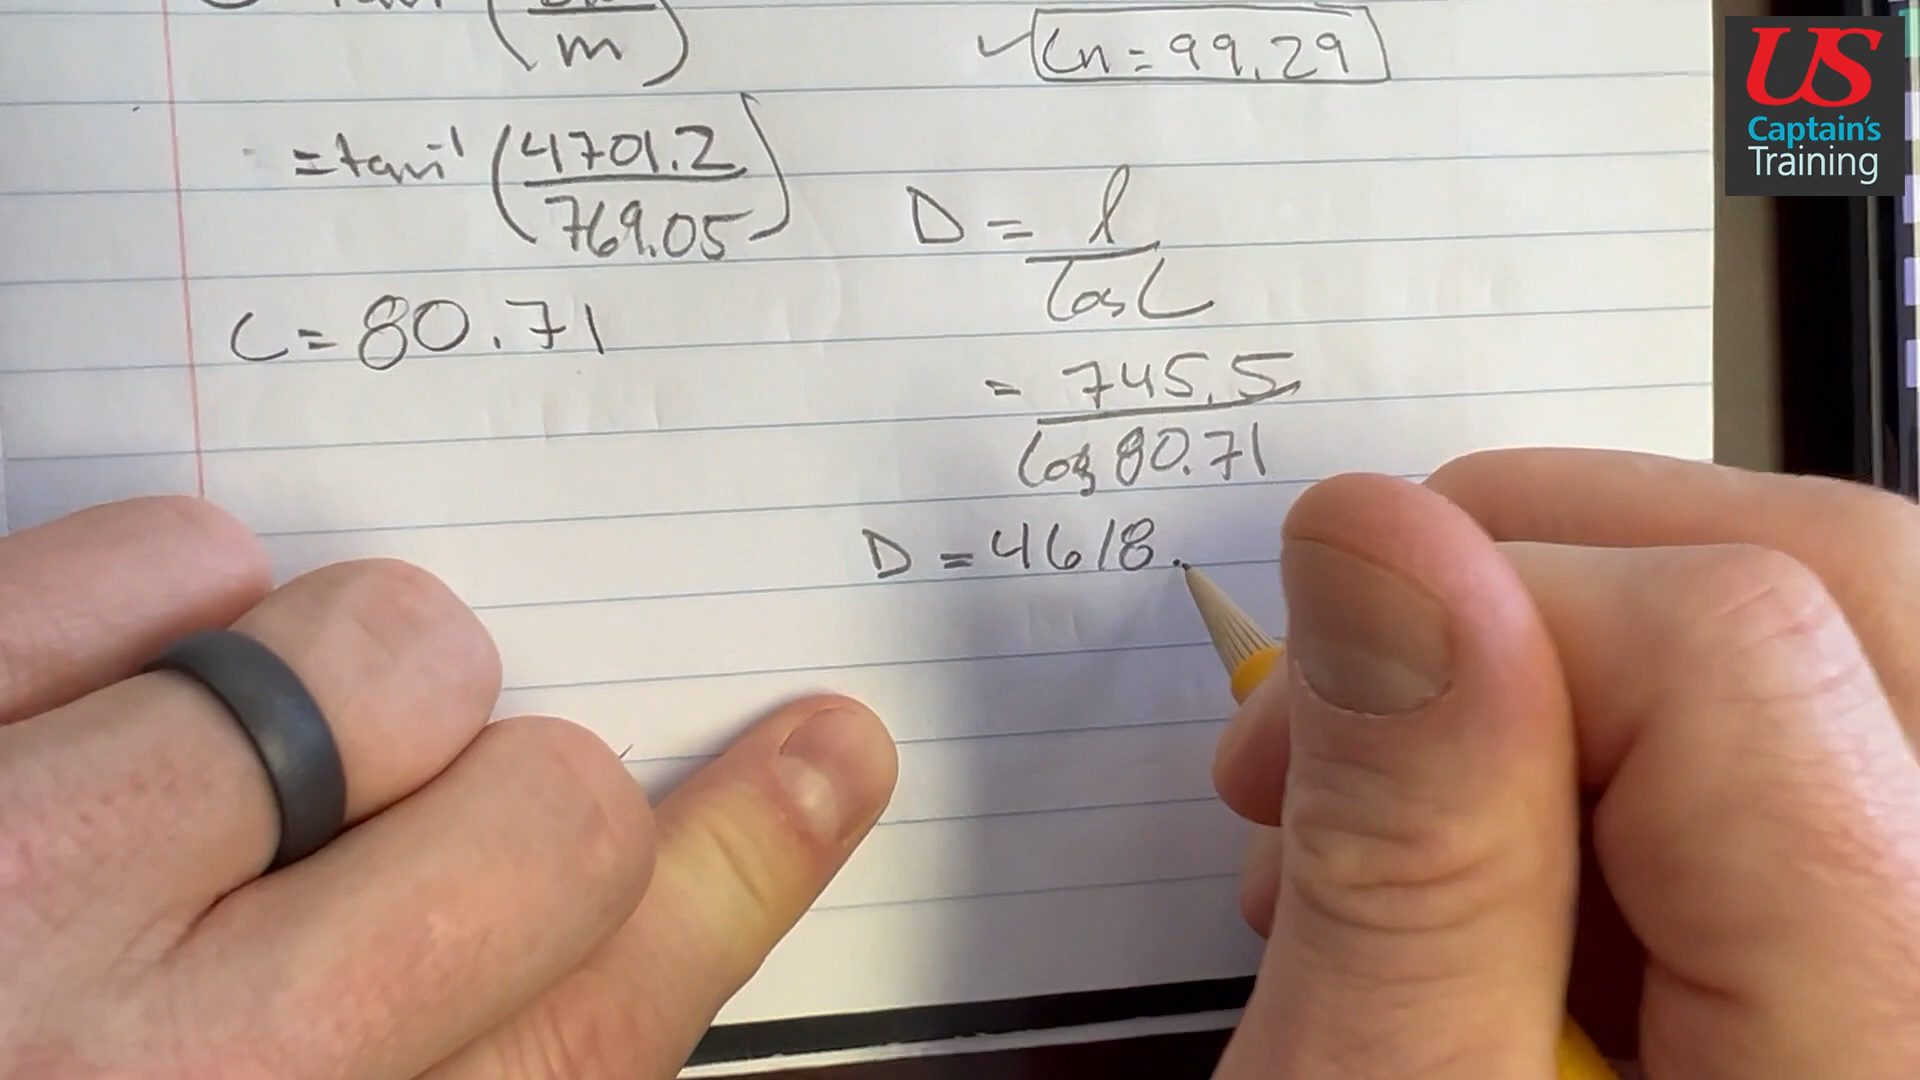 m
= tan⁻¹ (4701.2
769.05)
C = 80.71
✓ Cn = 99.29
D = l
Cos C
= 745.5
Cos 80.71
D = 4618.
US
Captain's
Training